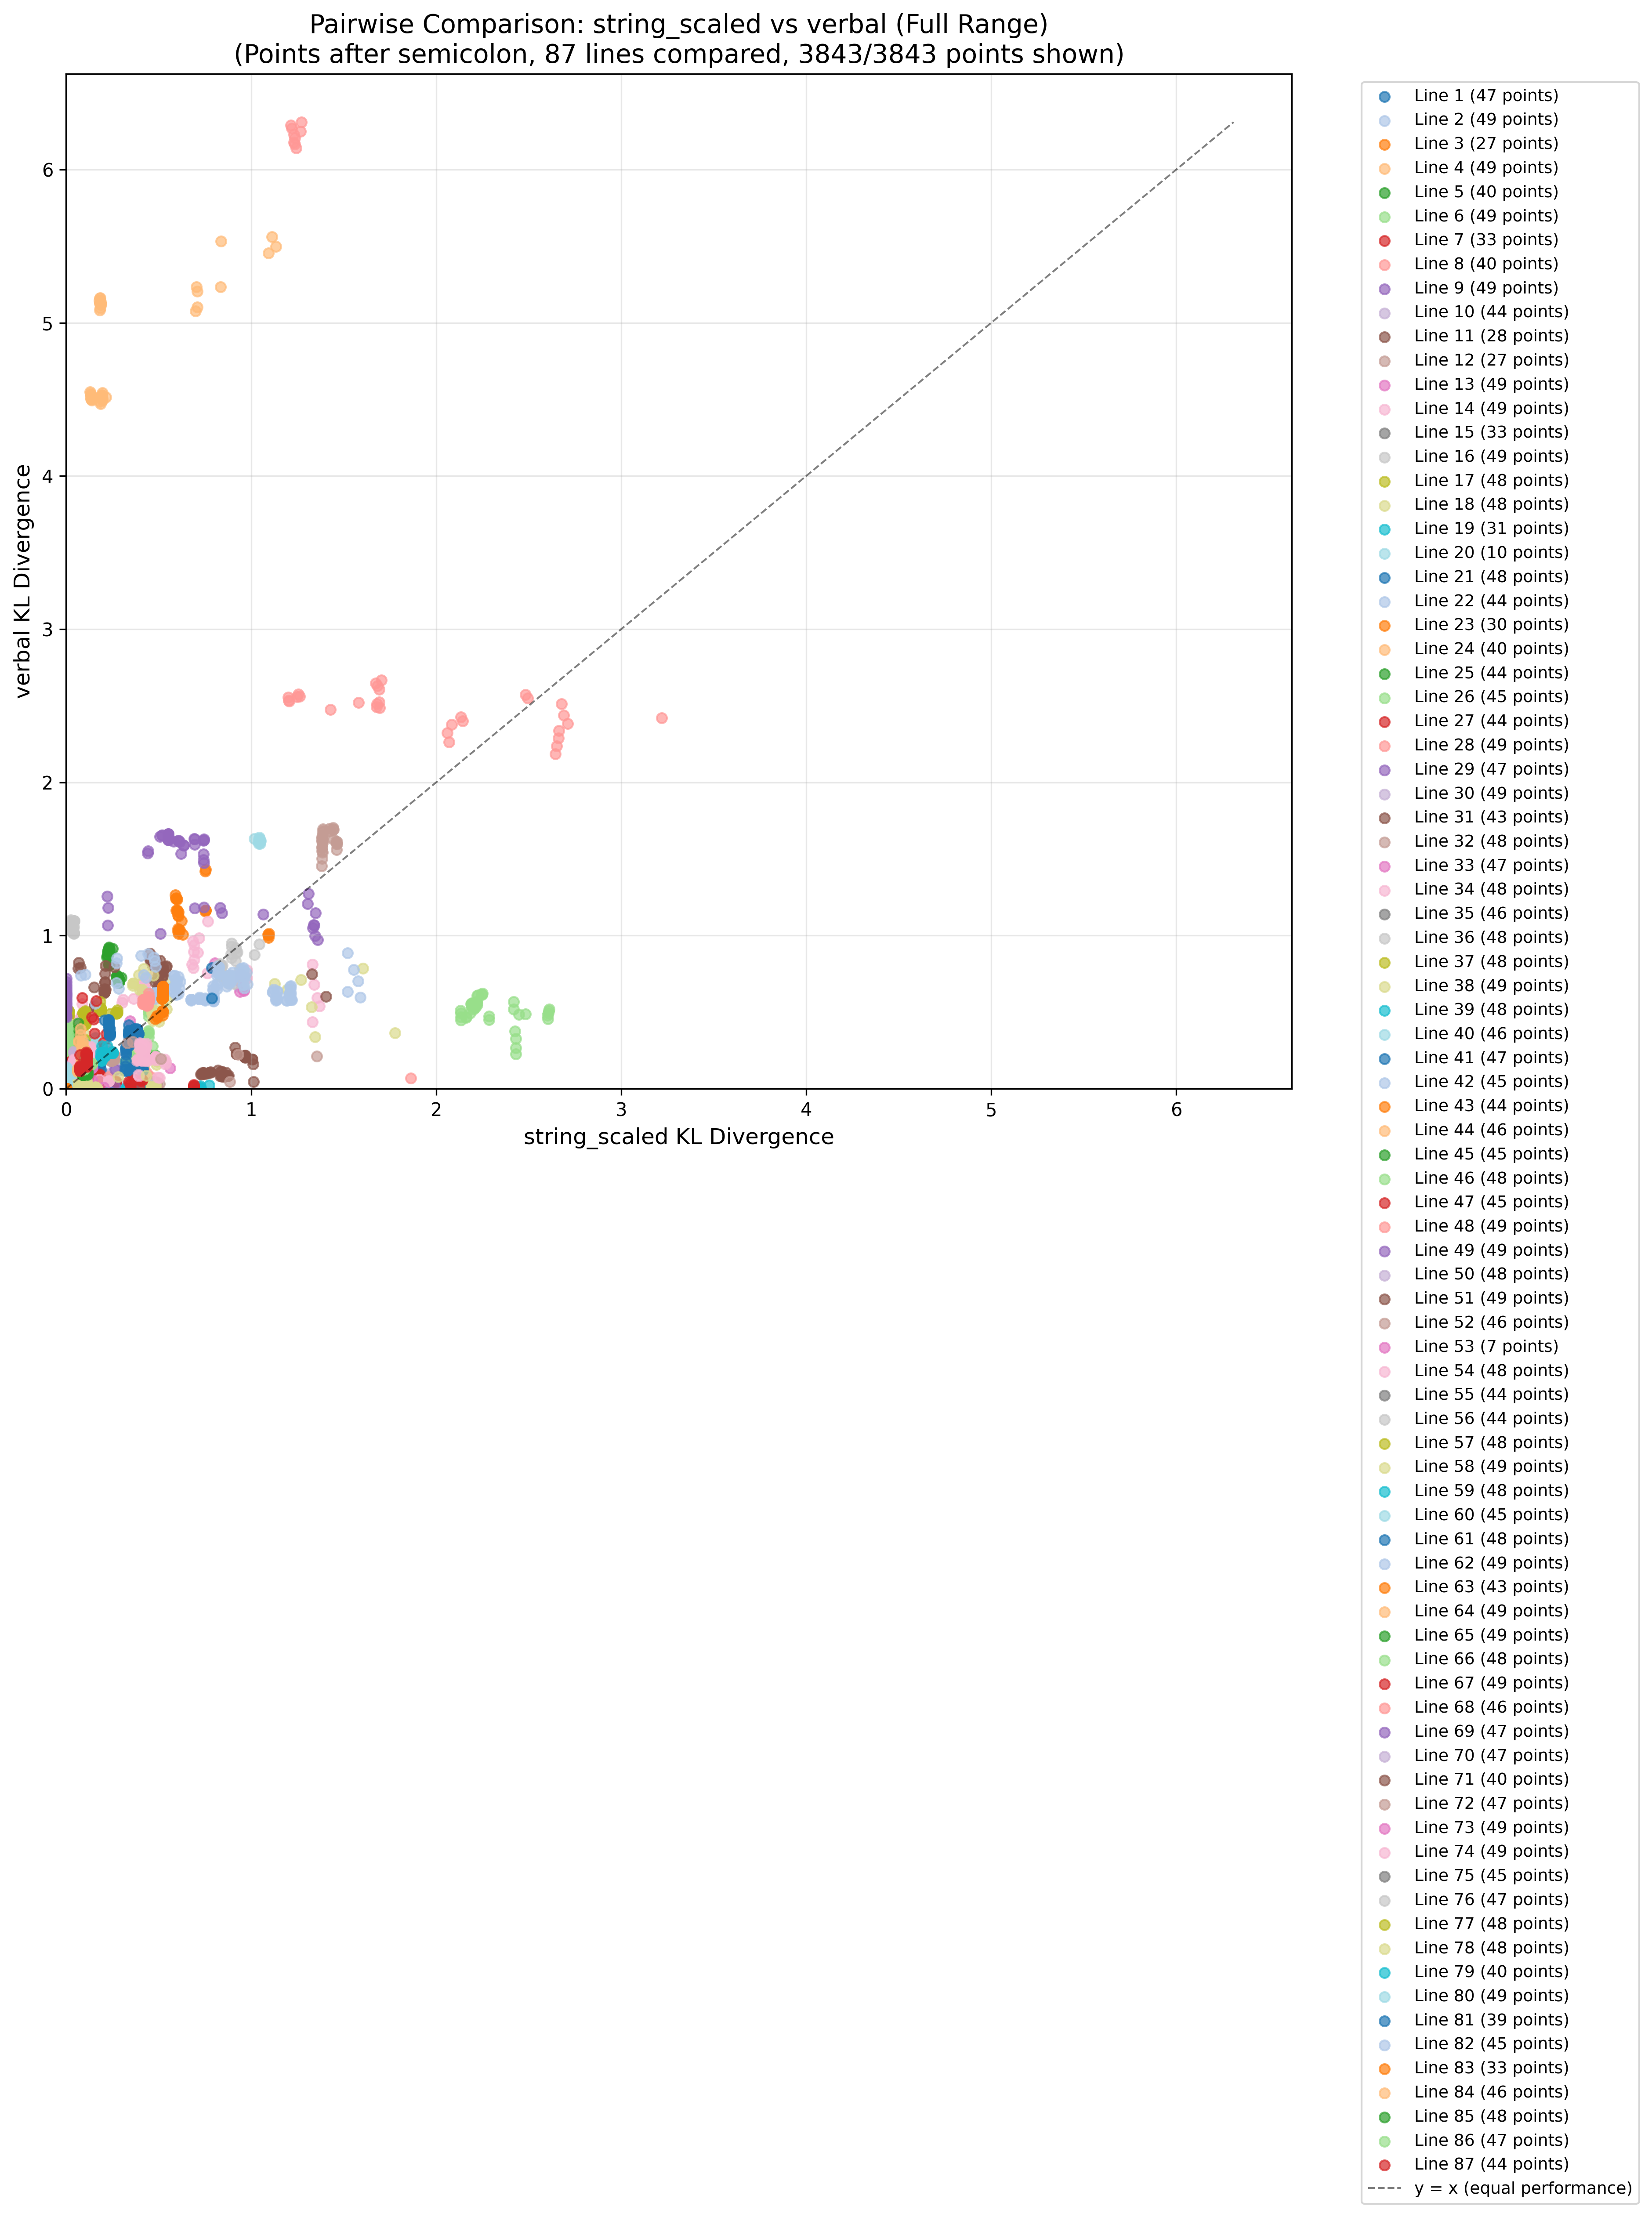 Pairwise Comparison: string_scaled vs verbal (Full Range)
(Points after semicolon, 87 lines compared, 3843/3843 points shown)
verbal KL Divergence
6
5
4
3
2
1
0
0 1 2 3 4 5 6
string_scaled KL Divergence
Line 1 (47 points)
Line 2 (49 points)
Line 3 (27 points)
Line 4 (49 points)
Line 5 (40 points)
Line 6 (49 points)
Line 7 (33 points)
Line 8 (40 points)
Line 9 (49 points)
Line 10 (44 points)
Line 11 (28 points)
Line 12 (27 points)
Line 13 (49 points)
Line 14 (49 points)
Line 15 (33 points)
Line 16 (49 points)
Line 17 (48 points)
Line 18 (48 points)
Line 19 (31 points)
Line 20 (10 points)
Line 21 (48 points)
Line 22 (44 points)
Line 23 (30 points)
Line 24 (40 points)
Line 25 (44 points)
Line 26 (45 points)
Line 27 (44 points)
Line 28 (49 points)
Line 29 (47 points)
Line 30 (49 points)
Line 31 (43 points)
Line 32 (48 points)
Line 33 (47 points)
Line 34 (48 points)
Line 35 (46 points)
Line 36 (48 points)
Line 37 (48 points)
Line 38 (49 points)
Line 39 (48 points)
Line 40 (46 points)
Line 41 (47 points)
Line 42 (45 points)
Line 43 (44 points)
Line 44 (46 points)
Line 45 (45 points)
Line 46 (48 points)
Line 47 (45 points)
Line 48 (49 points)
Line 49 (49 points)
Line 50 (48 points)
Line 51 (49 points)
Line 52 (46 points)
Line 53 (7 points)
Line 54 (48 points)
Line 55 (44 points)
Line 56 (44 points)
Line 57 (48 points)
Line 58 (49 points)
Line 59 (48 points)
Line 60 (45 points)
Line 61 (48 points)
Line 62 (49 points)
Line 63 (43 points)
Line 64 (49 points)
Line 65 (49 points)
Line 66 (48 points)
Line 67 (49 points)
Line 68 (46 points)
Line 69 (47 points)
Line 70 (47 points)
Line 71 (40 points)
Line 72 (47 points)
Line 73 (49 points)
Line 74 (49 points)
Line 75 (45 points)
Line 76 (47 points)
Line 77 (48 points)
Line 78 (48 points)
Line 79 (40 points)
Line 80 (49 points)
Line 81 (39 points)
Line 82 (45 points)
Line 83 (33 points)
Line 84 (46 points)
Line 85 (48 points)
Line 86 (47 points)
Line 87 (44 points)
y = x (equal performance)